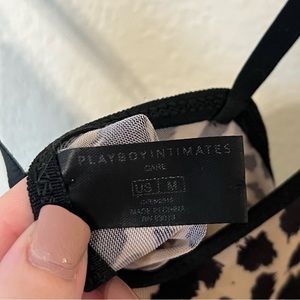 PLAYBOYINTIMATES
CARE
US | M
MADE IN CHINA